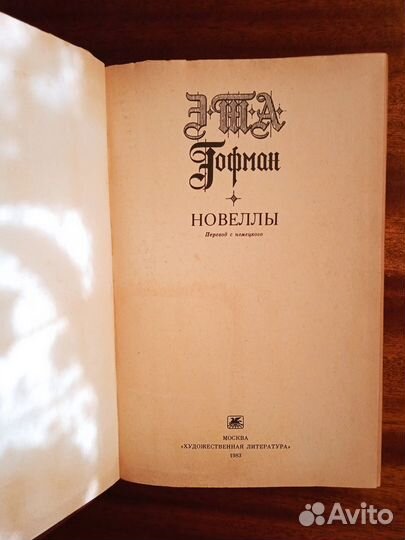 Э·Т·А·
Гофман
НОВЕЛЛЫ
Перевод с немецкого
МОСКВА
«ХУДОЖЕСТВЕННАЯ ЛИТЕРАТУРА»
1983
Avito